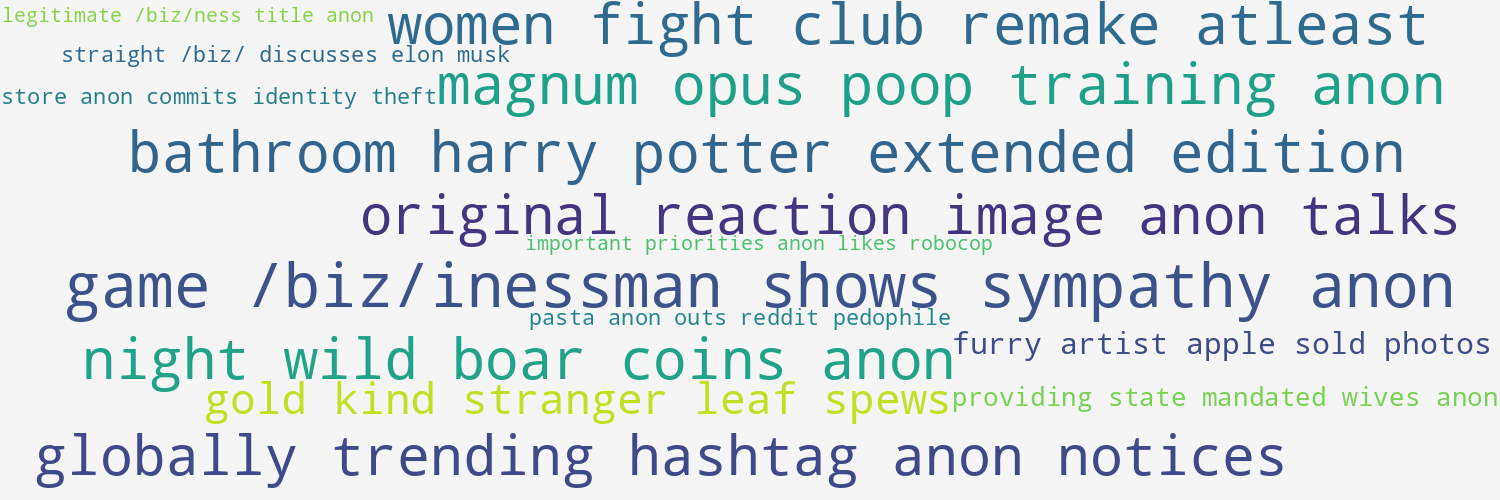 legitimate /biz/ness title anon
women fight club remake atleast
straight /biz/ discusses elon musk
magnum opus poop training anon
store anon commits identity theft
bathroom harry potter extended edition
original reaction image anon talks
important priorities anon likes robocop
game /biz/inessman shows sympathy anon
pasta anon outs reddit pedophile
furry artist apple sold photos
night wild boar coins anon
gold kind stranger leaf spews
providing state mandated wives anon
globally trending hashtag anon notices